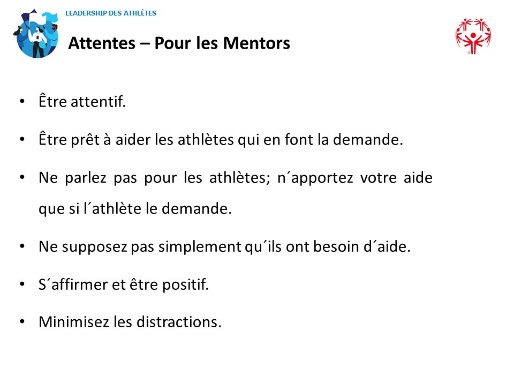 LEADERSHIP DES ATHLÈTES
Attentes – Pour les Mentors
• Être attentif.
• Être prêt à aider les athlètes qui en font la demande.
• Ne parlez pas pour les athlètes; n´apportez votre aide
que si l´athlète le demande.
• Ne supposez pas simplement qu´ils ont besoin d´aide.
• S´affirmer et être positif.
• Minimisez les distractions.